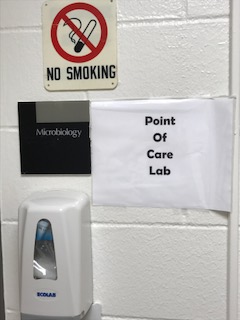 NO SMOKING
Microbiology
Point
Of
Care
Lab
ECOLAB